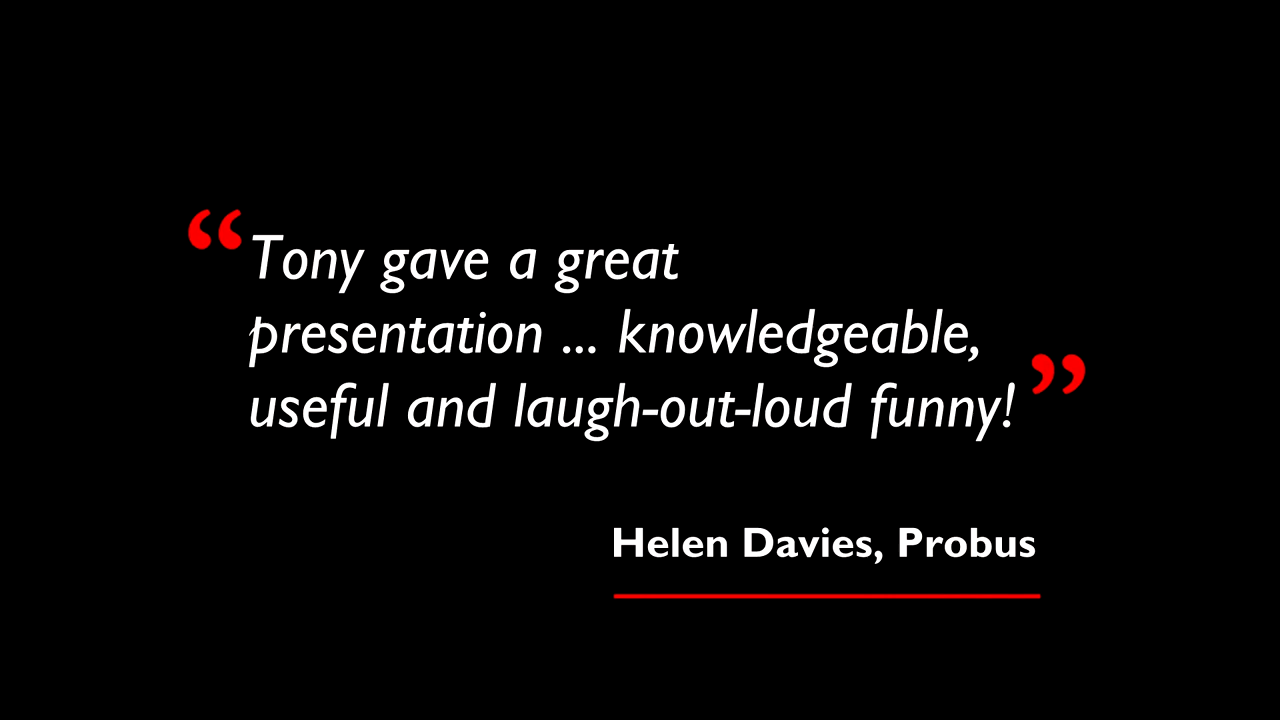 “Tony gave a great
presentation ... knowledgeable,
useful and laugh-out-loud funny!”
Helen Davies, Probus